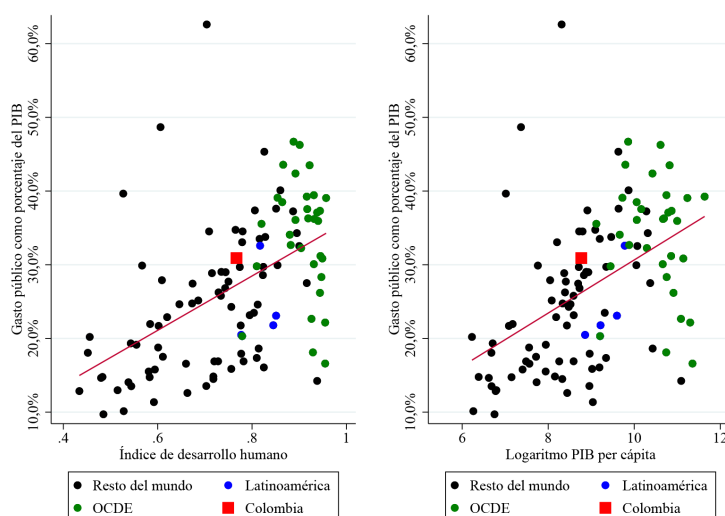 Gasto público como porcentaje del PIB
60,0%
50,0%
40,0%
30,0%
20,0%
10,0%
.4 .6 .8 1
Índice de desarrollo humano
Resto del mundo Latinoamérica
OCDE Colombia
Gasto público como porcentaje del PIB
60,0%
50,0%
40,0%
30,0%
20,0%
10,0%
6 8 10 12
Logaritmo PIB per cápita
Resto del mundo Latinoamérica
OCDE Colombia